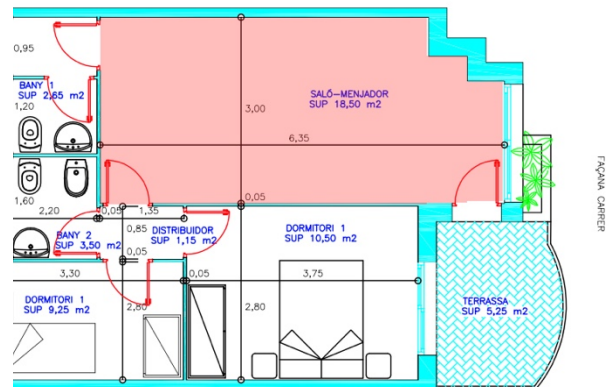 0,95
BANY 1
SUP 2,65 m2
1,20
SALÓ-MENJADOR
SUP 18,50 m2
3,00
6,35
FAÇANA CARRER
1,60
2,20
0,05
1,35
0,05
0,85
BANY 2
SUP 3,50 m2
DISTRIBUIDOR
SUP 1,15 m2
DORMITORI 1
SUP 10,50 m2
0,05
3,30
0,05
3,75
DORMITORI 1
SUP 9,25 m2
2,80
2,80
TERRASSA
SUP 5,25 m2